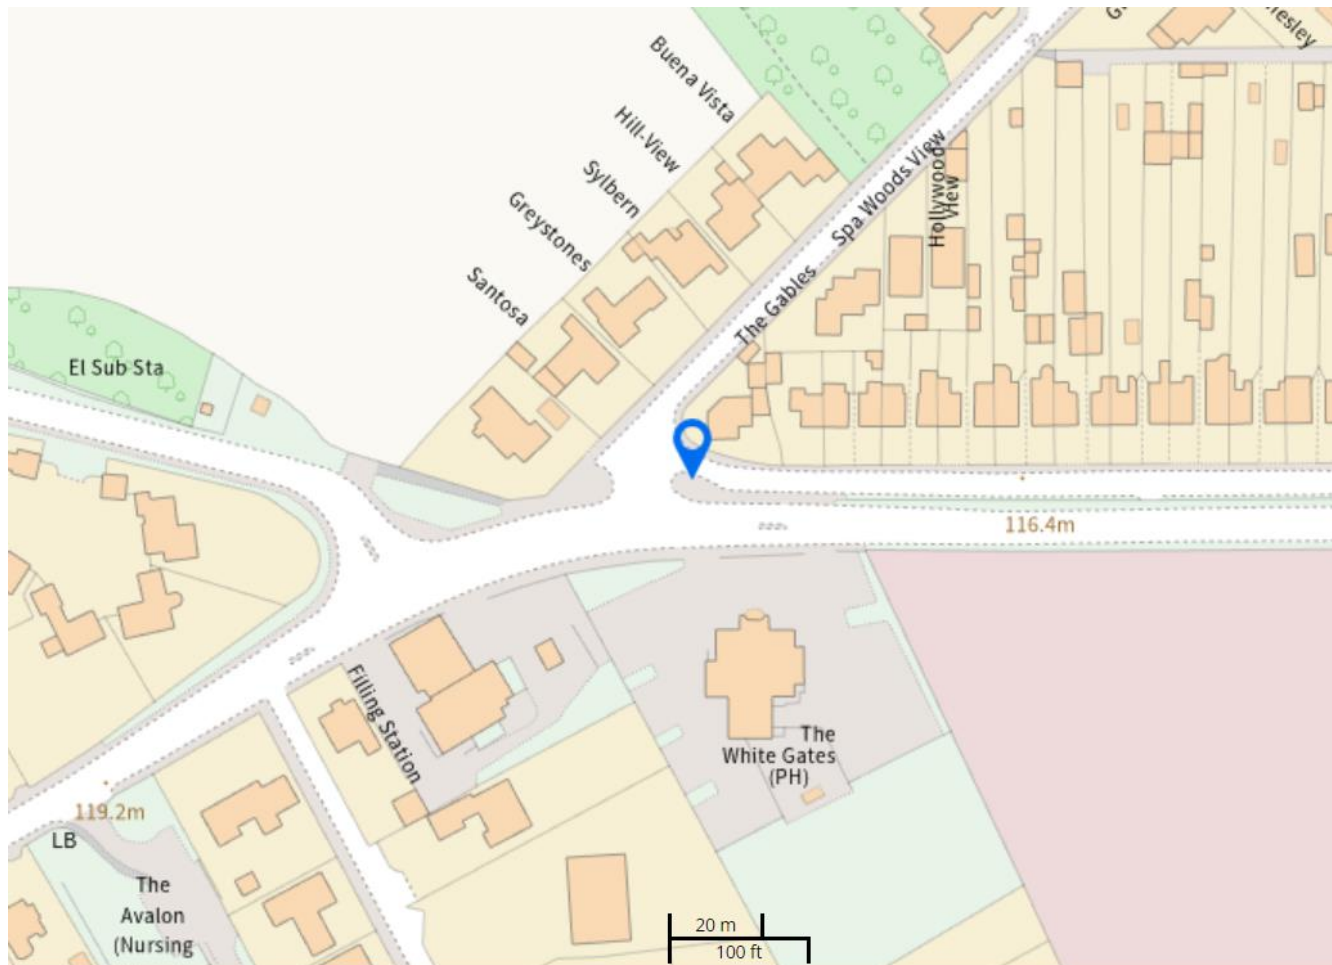 Buena Vista
Hill-View
Sylbern
Greystones
Santosa
Spa Woods View
Hollywood
View
The Gables
El Sub Sta
116.4m
Filling Station
The
White Gates
(PH)
119.2m
LB
The
Avalon
(Nursing
20 m
100 ft